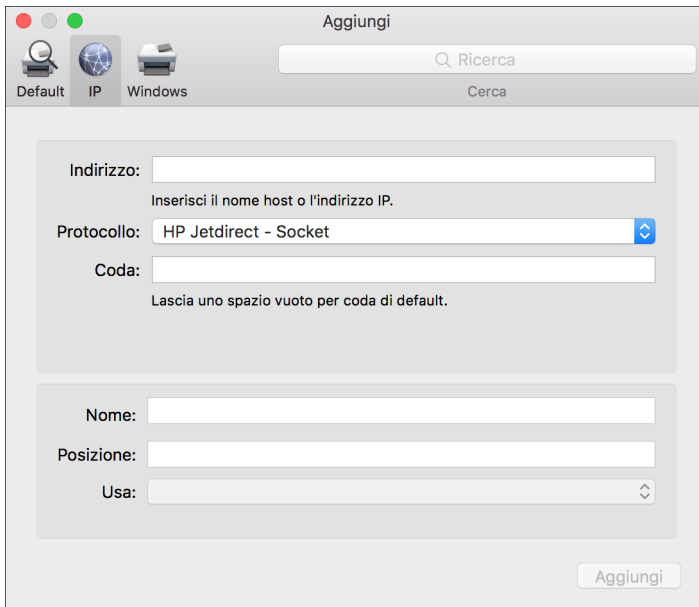 Aggiungi
Ricerca
Default IP Windows Cerca
Indirizzo:
Inserisci il nome host o l'indirizzo IP.
Protocollo: HP Jetdirect - Socket
Coda:
Lascia uno spazio vuoto per coda di default.
Nome:
Posizione:
Usa:
Aggiungi